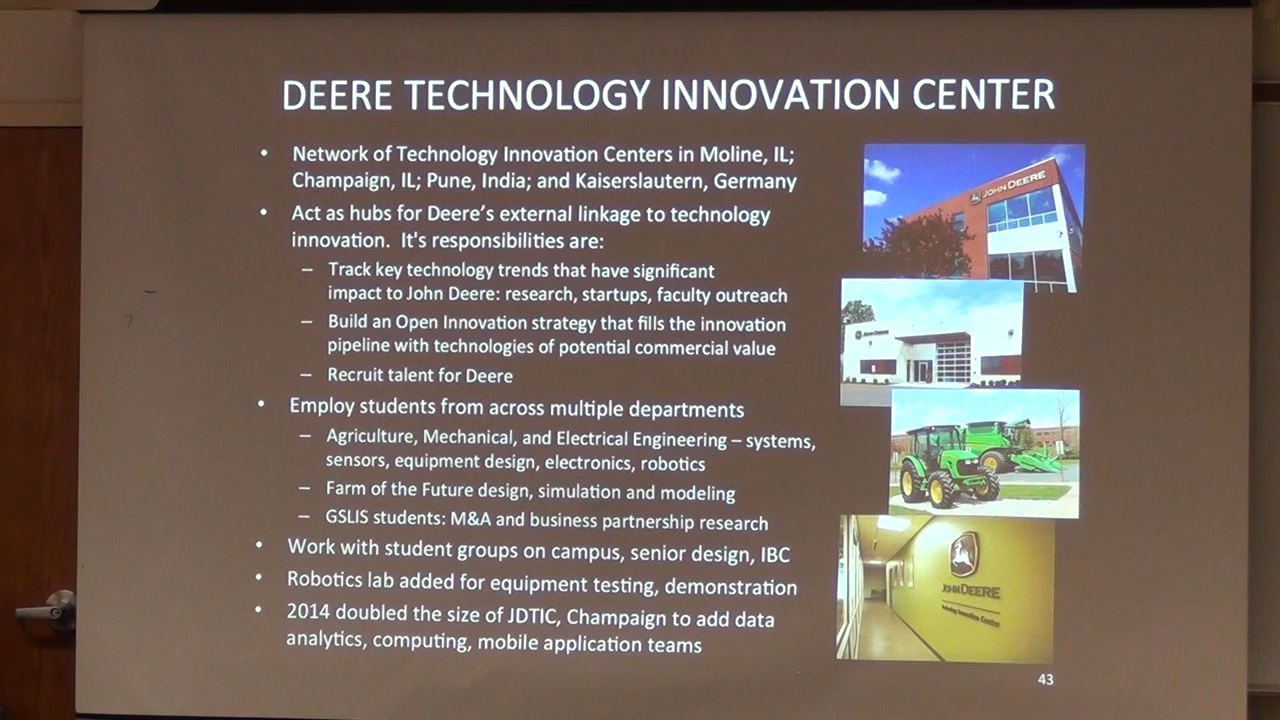 DEERE TECHNOLOGY INNOVATION CENTER
• Network of Technology Innovation Centers in Moline, IL;
Champaign, IL; Pune, India; and Kaiserslautern, Germany
• Act as hubs for Deere's external linkage to technology
innovation. It's responsibilities are:
– Track key technology trends that have significant
impact to John Deere: research, startups, faculty outreach
– Build an Open Innovation strategy that fills the innovation
pipeline with technologies of potential commercial value
– Recruit talent for Deere
• Employ students from across multiple departments
– Agriculture, Mechanical, and Electrical Engineering – systems,
sensors, equipment design, electronics, robotics
– Farm of the Future design, simulation and modeling
– GSLIS students: M&A and business partnership research
• Work with student groups on campus, senior design, IBC
• Robotics lab added for equipment testing, demonstration
• 2014 doubled the size of JDTIC, Champaign to add data
analytics, computing, mobile application teams
JOHN DEERE
JOHN DEERE
JOHN DEERE
Technology Innovation Center
43